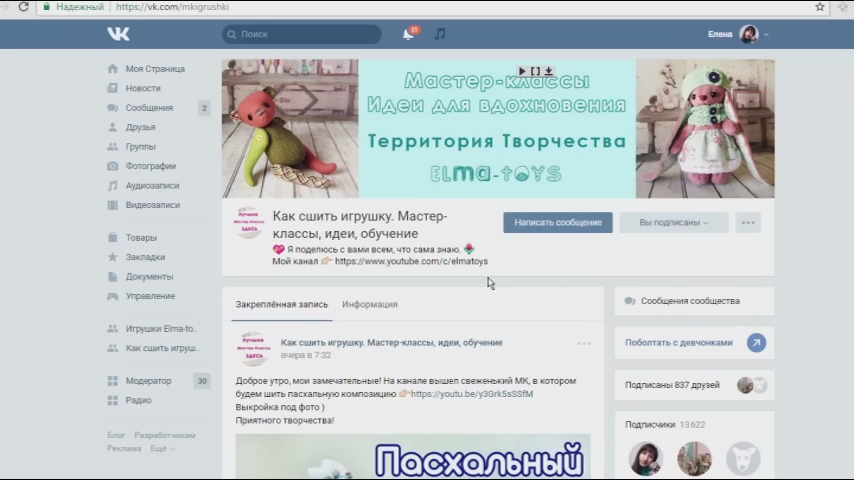 Надежный
https://vk.com/mkigrushki
Поиск
Елена
Моя Страница
Новости
Сообщения 2
Друзья
Группы
Фотографии
Аудиозаписи
Видеозаписи
Товары
Закладки
Документы
Управление
Игрушки Elma-to..
Как сшить игруш..
Модератор 30
Радио
Блог Разработчикам
Реклама Ещё
Мастер-классы
Идеи для вдохновения
Территория Творчества
ELMA-TOYS
Как сшить игрушку. Мастер-
классы, идеи, обучение
Я поделюсь с вами всем, что сама знаю.
Мой канал https://www.youtube.com/c/elmatoys
Написать сообщение
Вы подписаны
Закреплённая запись Информация
Как сшить игрушку. Мастер-классы, идеи, обучение
вчера в 7:32
Доброе утро, мои замечательные! На канале вышел свеженький МК, в котором
будем шить пасхальную композицию https://youtu.be/y3Grk5sSSfM
Выкройка под фото )
Приятного творчества!
Пасхальный
Сообщения сообщества
Поболтать с девчонками
Подписаны 837 друзей
Подписчики 13 622